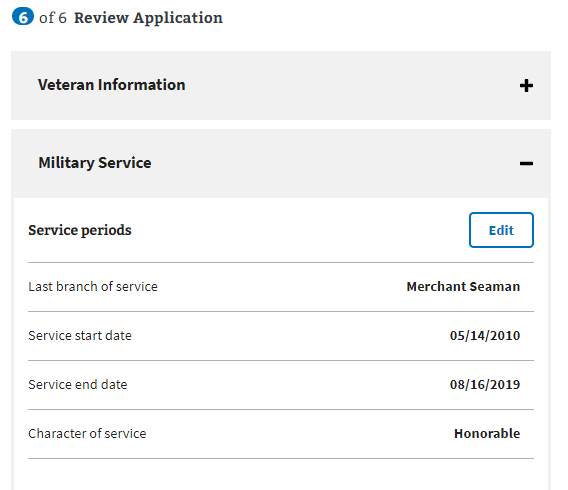 6 of 6 Review Application
Veteran Information
Military Service
Service periods Edit
Last branch of service Merchant Seaman
Service start date 05/14/2010
Service end date 08/16/2019
Character of service Honorable